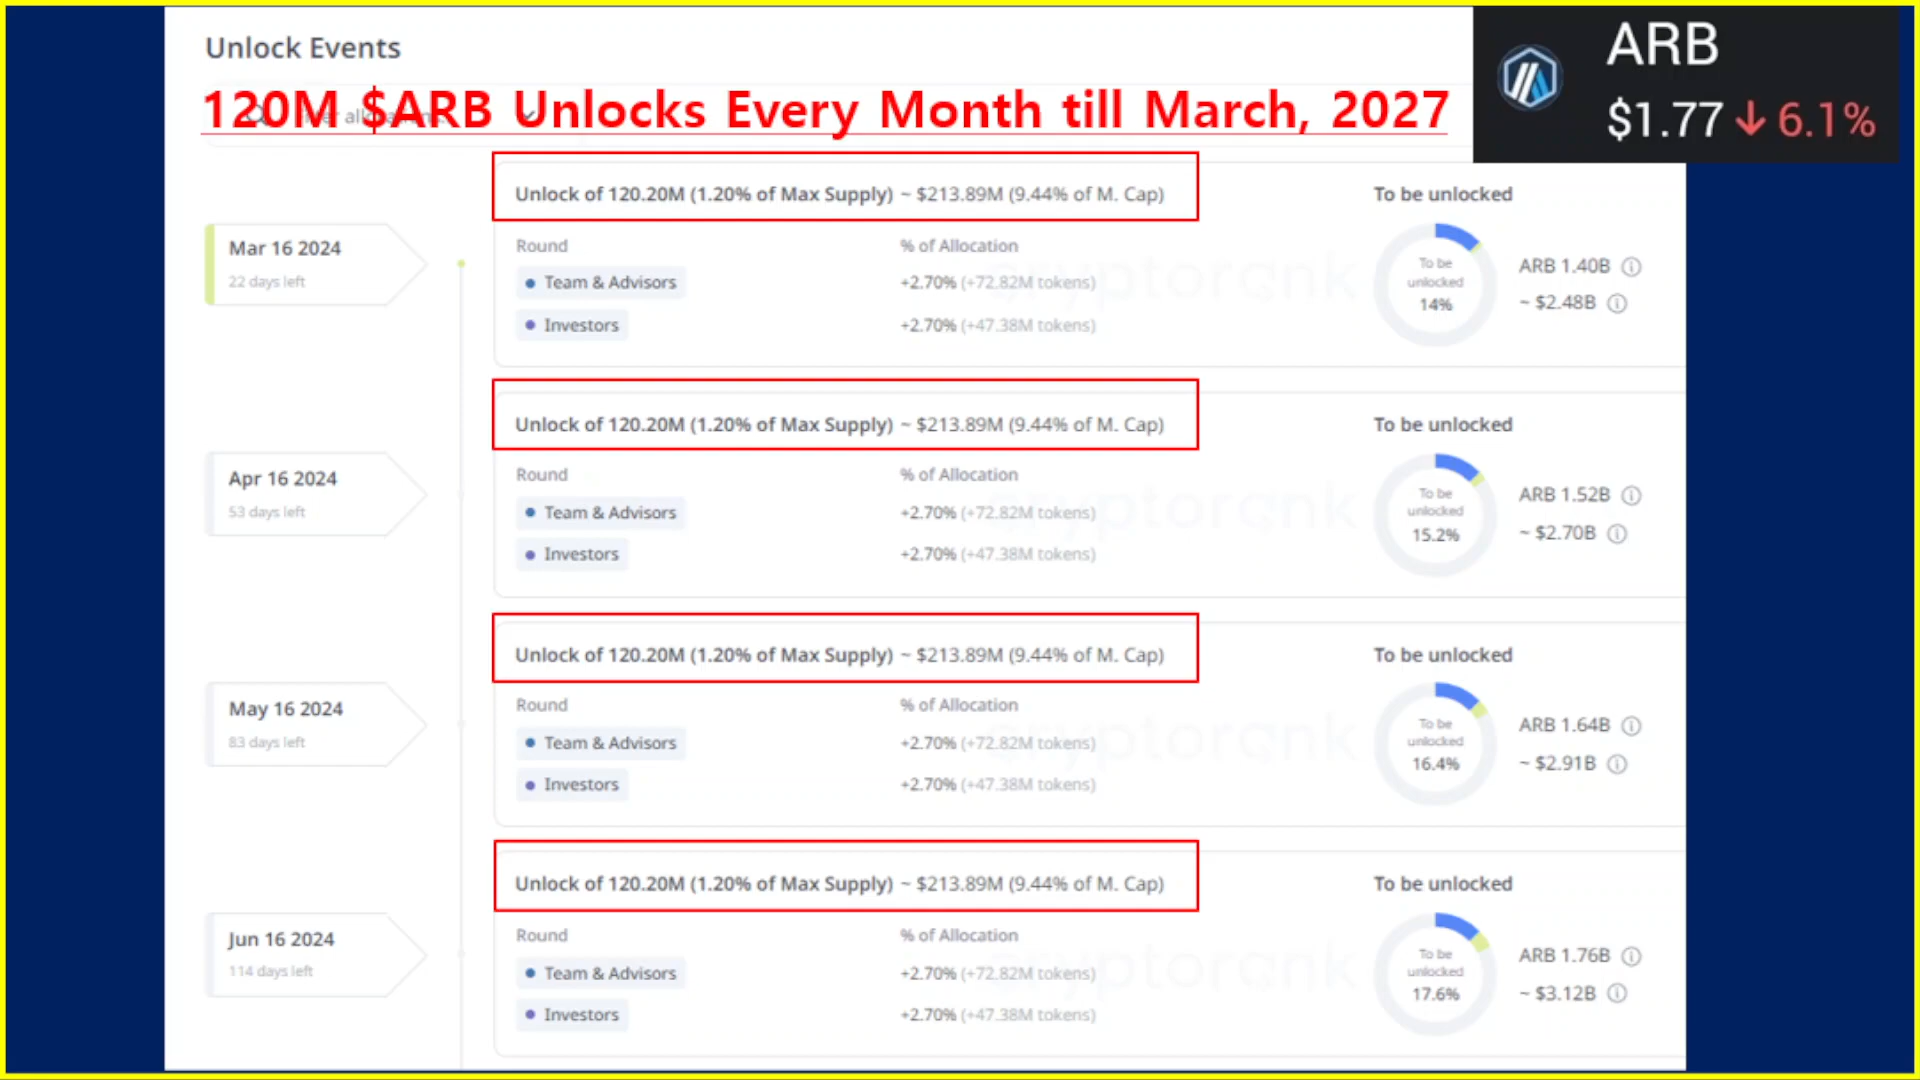 Unlock Events
ARB
$1.77 ↓ 6.1%
120M $ARB Unlocks Every Month till March, 2027
Unlock of 120.20M (1.20% of Max Supply) ~ $213.89M (9.44% of M. Cap)
To be unlocked
Mar 16 2024
22 days left
Round
% of Allocation
Team & Advisors
+2.70% (+72.82M tokens)
Investors
+2.70% (+47.38M tokens)
To be
unlocked
14%
ARB 1.40B
~ $2.48B
cryptorank
Unlock of 120.20M (1.20% of Max Supply) ~ $213.89M (9.44% of M. Cap)
To be unlocked
Apr 16 2024
53 days left
Round
% of Allocation
Team & Advisors
+2.70% (+72.82M tokens)
Investors
+2.70% (+47.38M tokens)
To be
unlocked
15.2%
ARB 1.52B
~ $2.70B
cryptorank
Unlock of 120.20M (1.20% of Max Supply) ~ $213.89M (9.44% of M. Cap)
To be unlocked
May 16 2024
83 days left
Round
% of Allocation
Team & Advisors
+2.70% (+72.82M tokens)
Investors
+2.70% (+47.38M tokens)
To be
unlocked
16.4%
ARB 1.64B
~ $2.91B
cryptorank
Unlock of 120.20M (1.20% of Max Supply) ~ $213.89M (9.44% of M. Cap)
To be unlocked
Jun 16 2024
114 days left
Round
% of Allocation
Team & Advisors
+2.70% (+72.82M tokens)
Investors
+2.70% (+47.38M tokens)
To be
unlocked
17.6%
ARB 1.76B
~ $3.12B
cryptorank